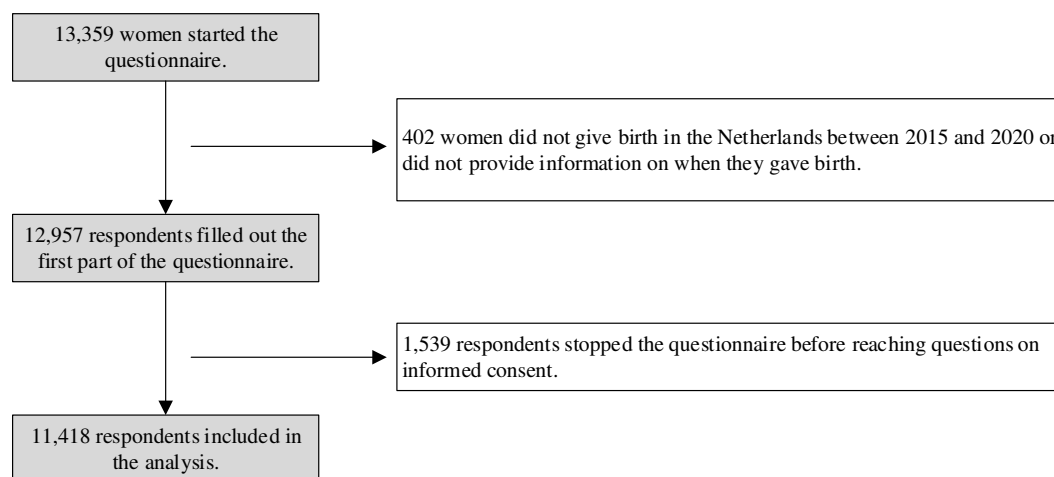 13,359 women started the
questionnaire.
402 women did not give birth in the Netherlands between 2015 and 2020 or
did not provide information on when they gave birth.
12,957 respondents filled out the
first part of the questionnaire.
1,539 respondents stopped the questionnaire before reaching questions on
informed consent.
11,418 respondents included in
the analysis.